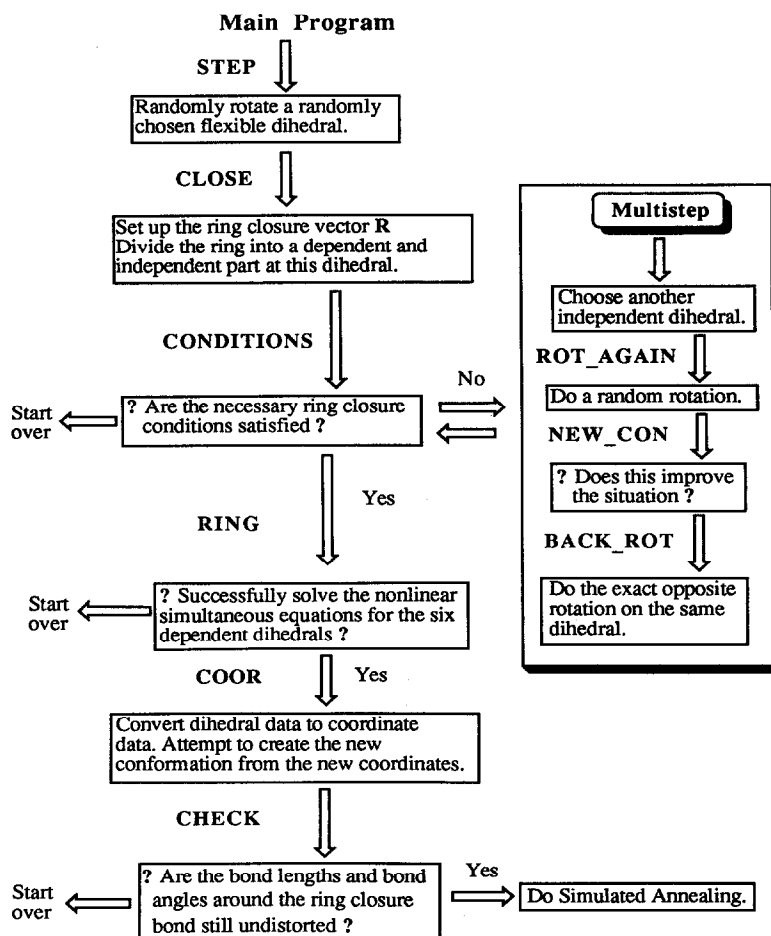 Main Program
STEP
Randomly rotate a randomly
chosen flexible dihedral.
CLOSE
Set up the ring closure vector R
Divide the ring into a dependent and
independent part at this dihedral.
CONDITIONS
Start
over
? Are the necessary ring closure
conditions satisfied ?
No
Yes
RING
Start
over
? Successfully solve the nonlinear
simultaneous equations for the six
dependent dihedrals ?
COOR
Yes
Convert dihedral data to coordinate
data. Attempt to create the new
conformation from the new coordinates.
CHECK
Start
over
? Are the bond lengths and bond
angles around the ring closure
bond still undistorted ?
Yes
Do Simulated Annealing.
Multistep
Choose another
independent dihedral.
ROT_AGAIN
Do a random rotation.
NEW_CON
? Does this improve
the situation ?
BACK_ROT
Do the exact opposite
rotation on the same
dihedral.